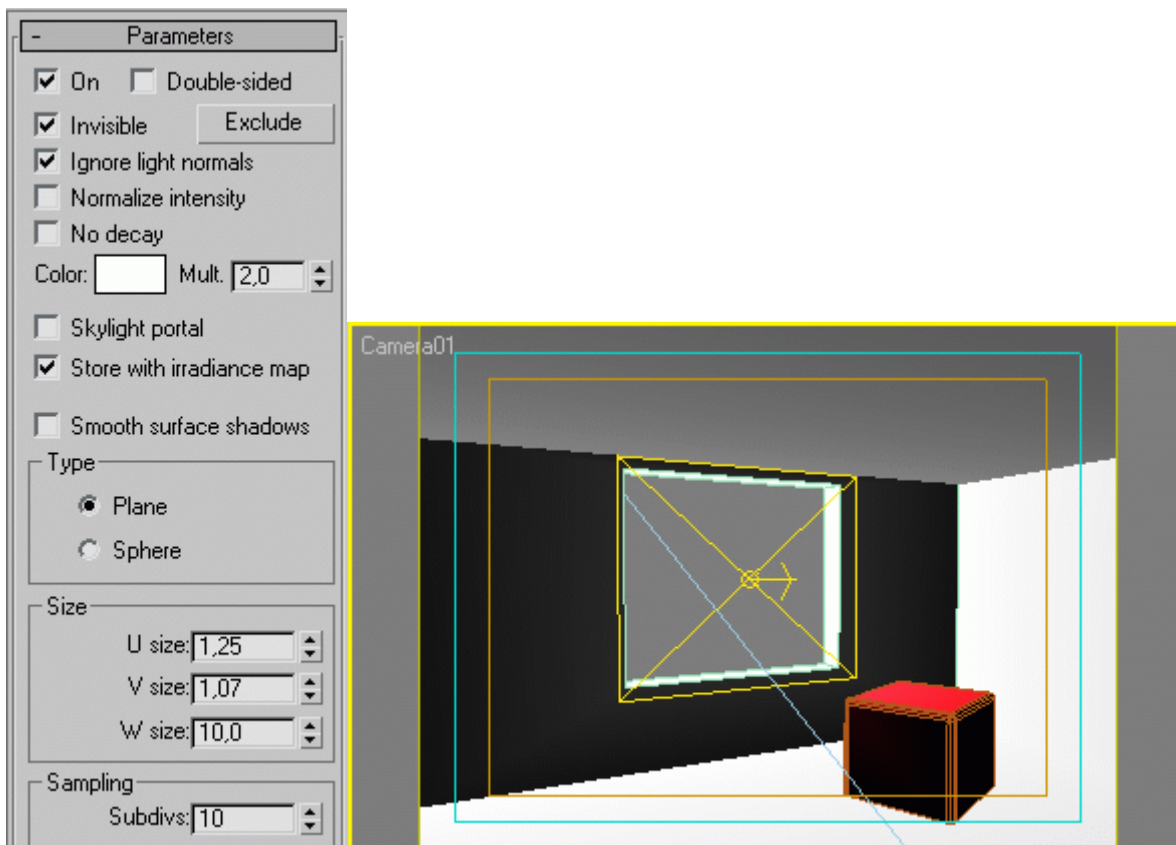 - Parameters
On Double-sided
Invisible Exclude
Ignore light normals
Normalize intensity
No decay
Color: Mult. 2,0
Skylight portal
Store with irradiance map
Smooth surface shadows
Type
Plane
Sphere
Size
U size: 1,25
V size: 1,07
W size: 10,0
Sampling
Subdivs: 10
Camera01